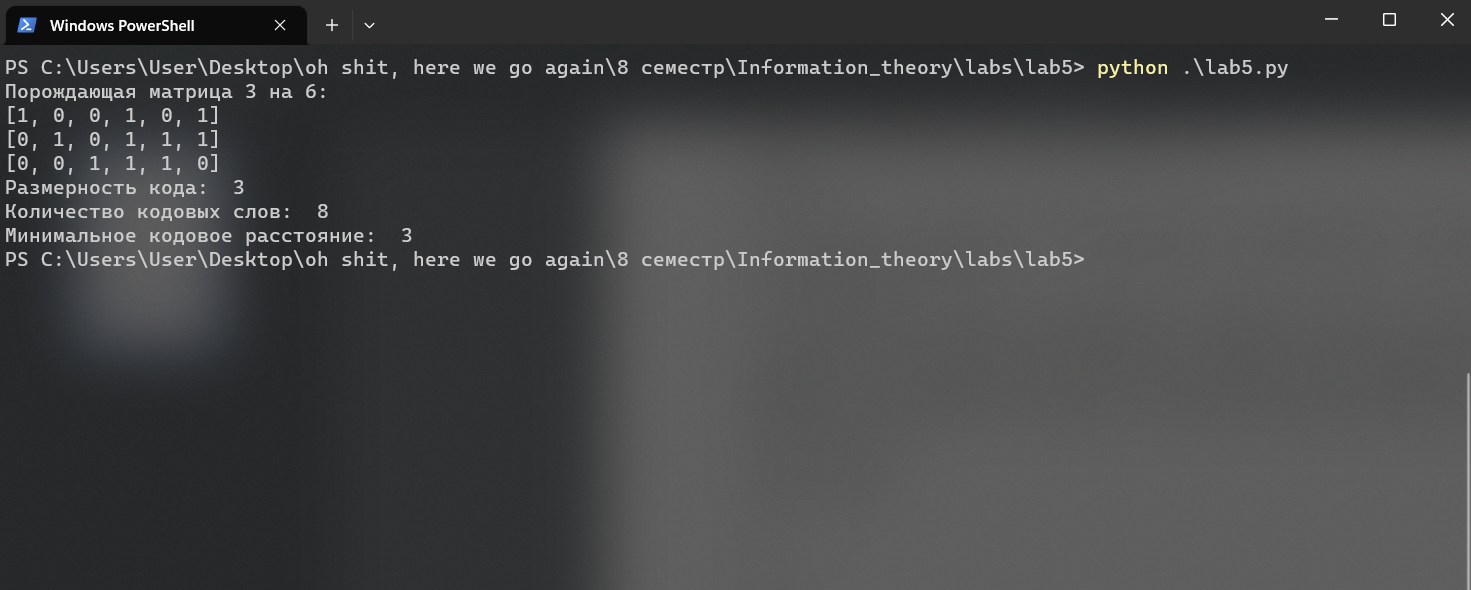 Windows PowerShell
PS C:\Users\User\Desktop\oh shit, here we go again\8 семестр\Information_theory\labs\lab5> python .\lab5.py
Порождающая матрица 3 на 6:
[1, 0, 0, 1, 0, 1]
[0, 1, 0, 1, 1, 1]
[0, 0, 1, 1, 1, 0]
Размерность кода:  3
Количество кодовых слов:  8
Минимальное кодовое расстояние:  3
PS C:\Users\User\Desktop\oh shit, here we go again\8 семестр\Information_theory\labs\lab5>